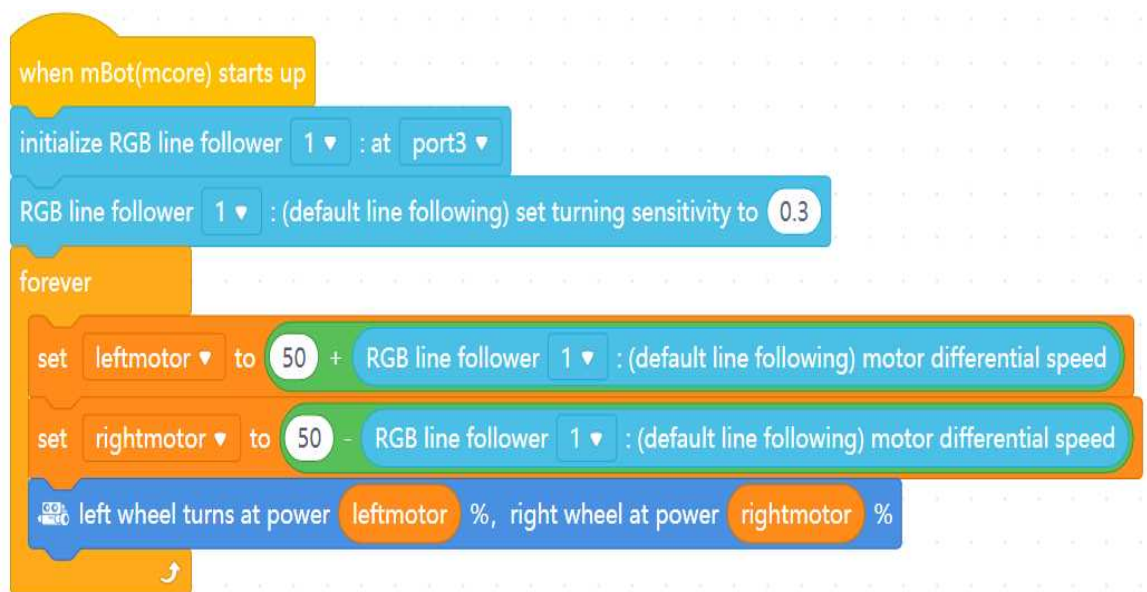 when mBot(mcore) starts up
initialize RGB line follower 1 : at port3
RGB line follower 1 : (default line following) set turning sensitivity to 0.3
forever
set leftmotor to 50 + RGB line follower 1 : (default line following) motor differential speed
set rightmotor to 50 - RGB line follower 1 : (default line following) motor differential speed
left wheel turns at power leftmotor %, right wheel at power rightmotor %